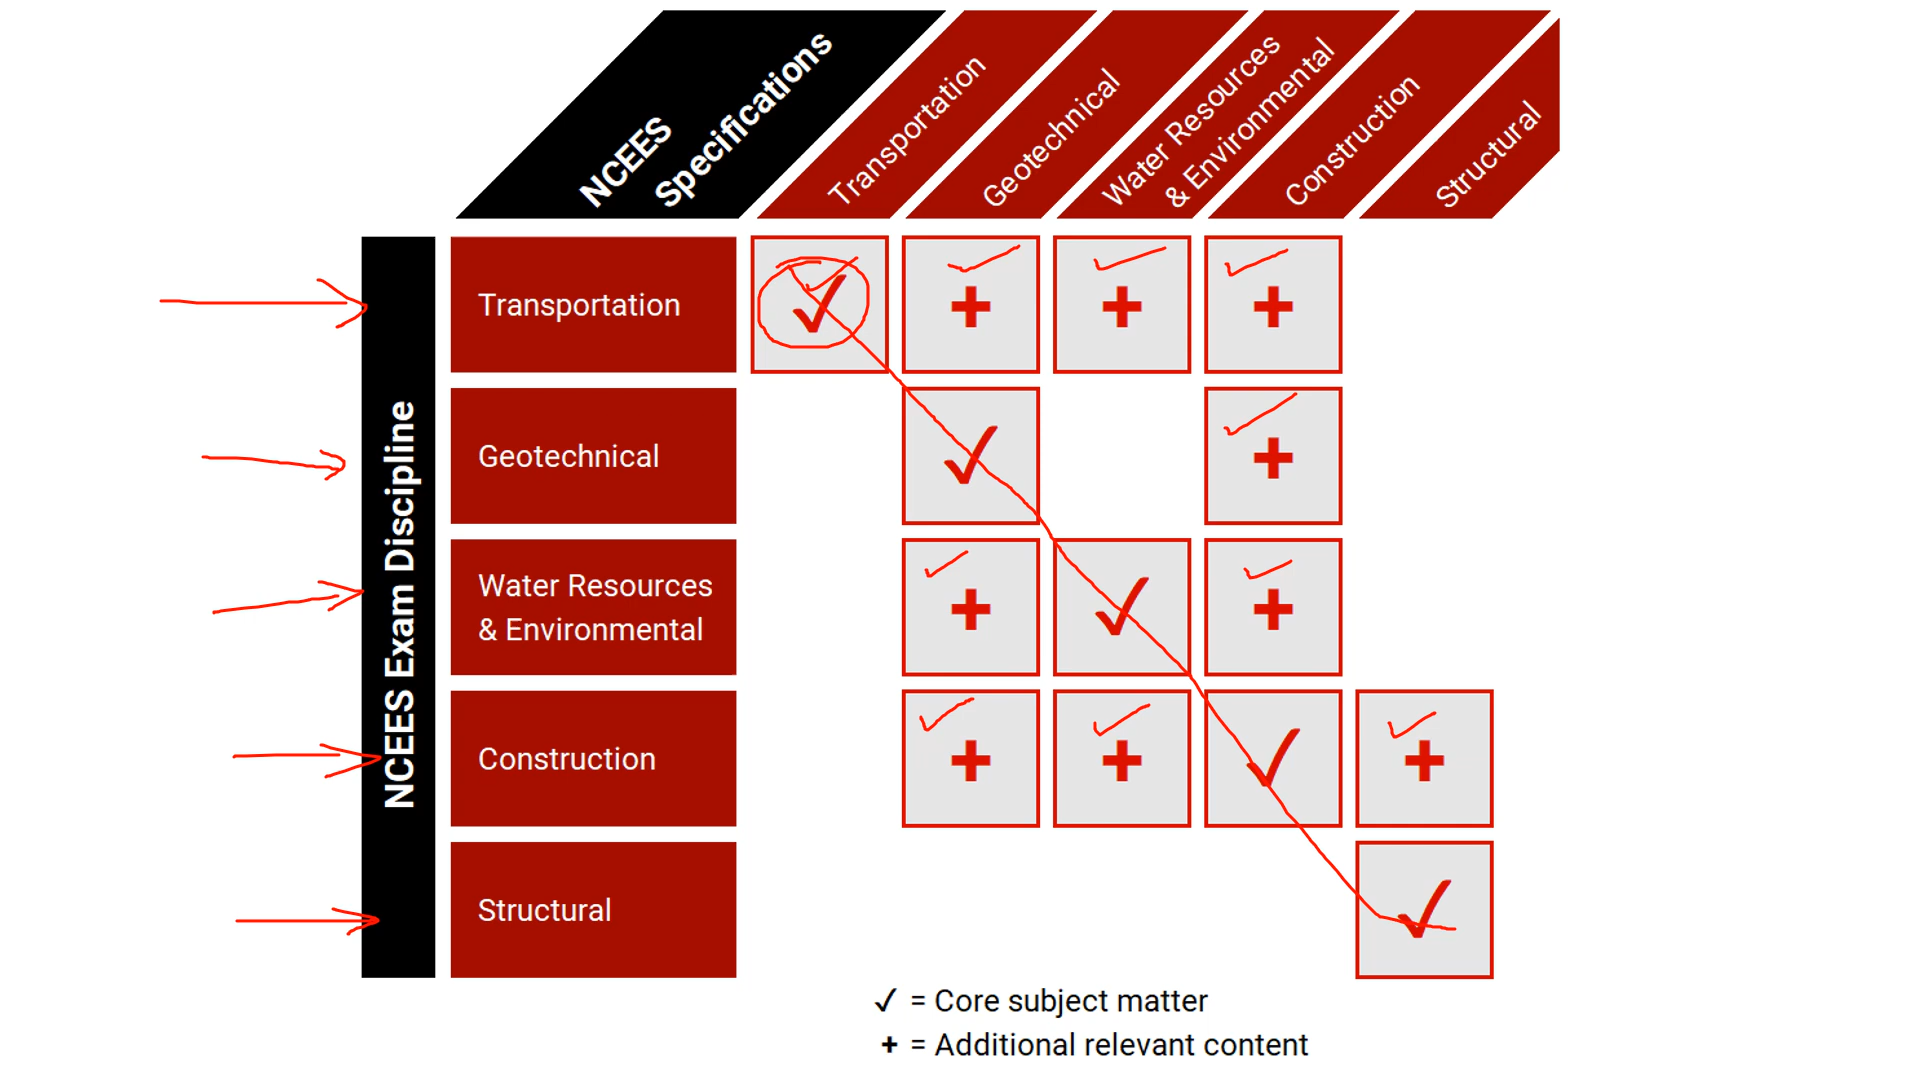 NCEES
Specifications
Transportation
Geotechnical
Water Resources
& Environmental
Construction
Structural
NCEES Exam Discipline
Transportation
✓ + + +
Geotechnical
✓ +
Water Resources
& Environmental
+ ✓ +
Construction
+ + ✓ +
Structural
✓
✓ = Core subject matter
+ = Additional relevant content